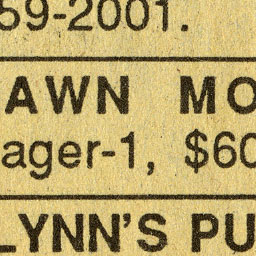 59-2001.
AWN MO
ager-1, $60
LYNN'S PU